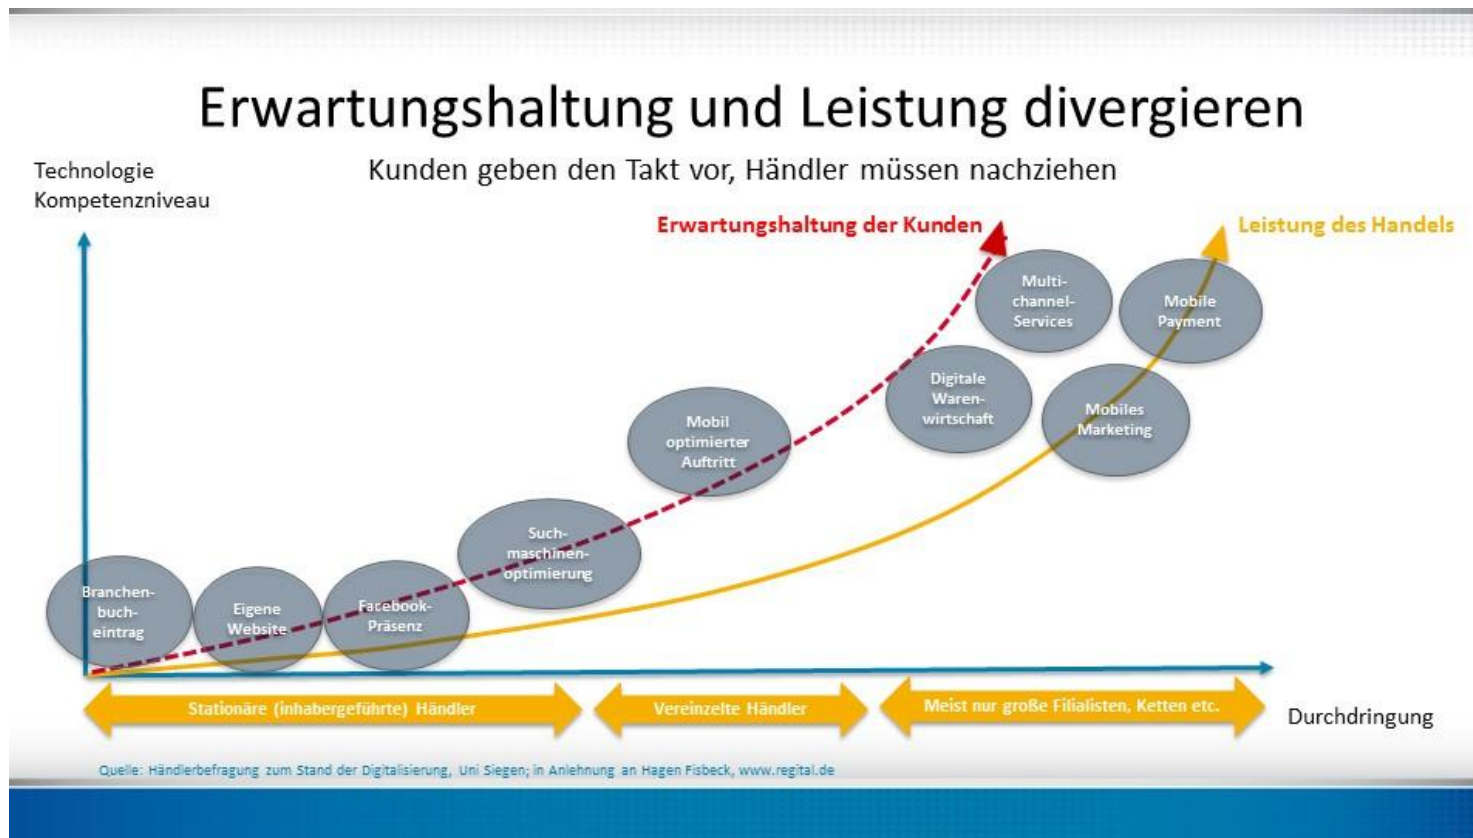 Erwartungshaltung und Leistung divergieren
Kunden geben den Takt vor, Händler müssen nachziehen
Technologie
Kompetenzniveau
Erwartungshaltung der Kunden
Leistung des Handels
Branchen-
buch-
eintrag
Eigene
Website
Facebook-
Präsenz
Such-
maschinen-
optimierung
Mobil
optimierter
Auftritt
Digitale
Waren-
wirtschaft
Multi-
channel-
Services
Mobiles
Marketing
Mobile
Payment
Stationäre (inhabergeführte) Händler
Vereinzelte Händler
Meist nur große Filialisten, Ketten etc.
Durchdringung
Quelle: Händlerbefragung zum Stand der Digitalisierung, Uni Siegen; in Anlehnung an Hagen Fisbeck, www.regital.de